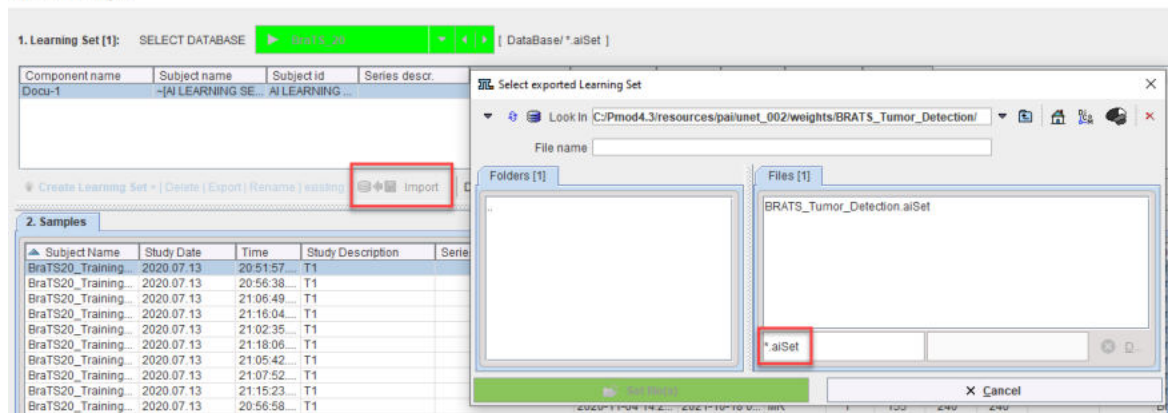 1. Learning Set [1]: SELECT DATABASE BraTS_20 [ DataBase/ *.aiSet ]
Component name Subject name Subject id Series descr.
Docu-1 ~[AI LEARNING SE... AI LEARNING ...
Create Learning Set | Delete | Export | Rename | existing Import
2. Samples
Subject Name Study Date Time Study Description Serie
BraTS20_Training... 2020.07.13 20:51:57.... T1
BraTS20_Training... 2020.07.13 20:56:38.... T1
BraTS20_Training... 2020.07.13 21:06:49.... T1
BraTS20_Training... 2020.07.13 21:16:04.... T1
BraTS20_Training... 2020.07.13 21:02:35.... T1
BraTS20_Training... 2020.07.13 21:18:06.... T1
BraTS20_Training... 2020.07.13 21:05:42.... T1
BraTS20_Training... 2020.07.13 21:07:52.... T1
BraTS20_Training... 2020.07.13 21:15:23.... T1
BraTS20_Training... 2020.07.13 20:56:58.... T1
Select exported Learning Set
Look In C:/Pmod4.3/resources/pai/unet_002/weights/BRATS_Tumor_Detection/
File name
Folders [1] Files [1]
.. BRATS_Tumor_Detection.aiSet
*.aiSet D...
Cancel